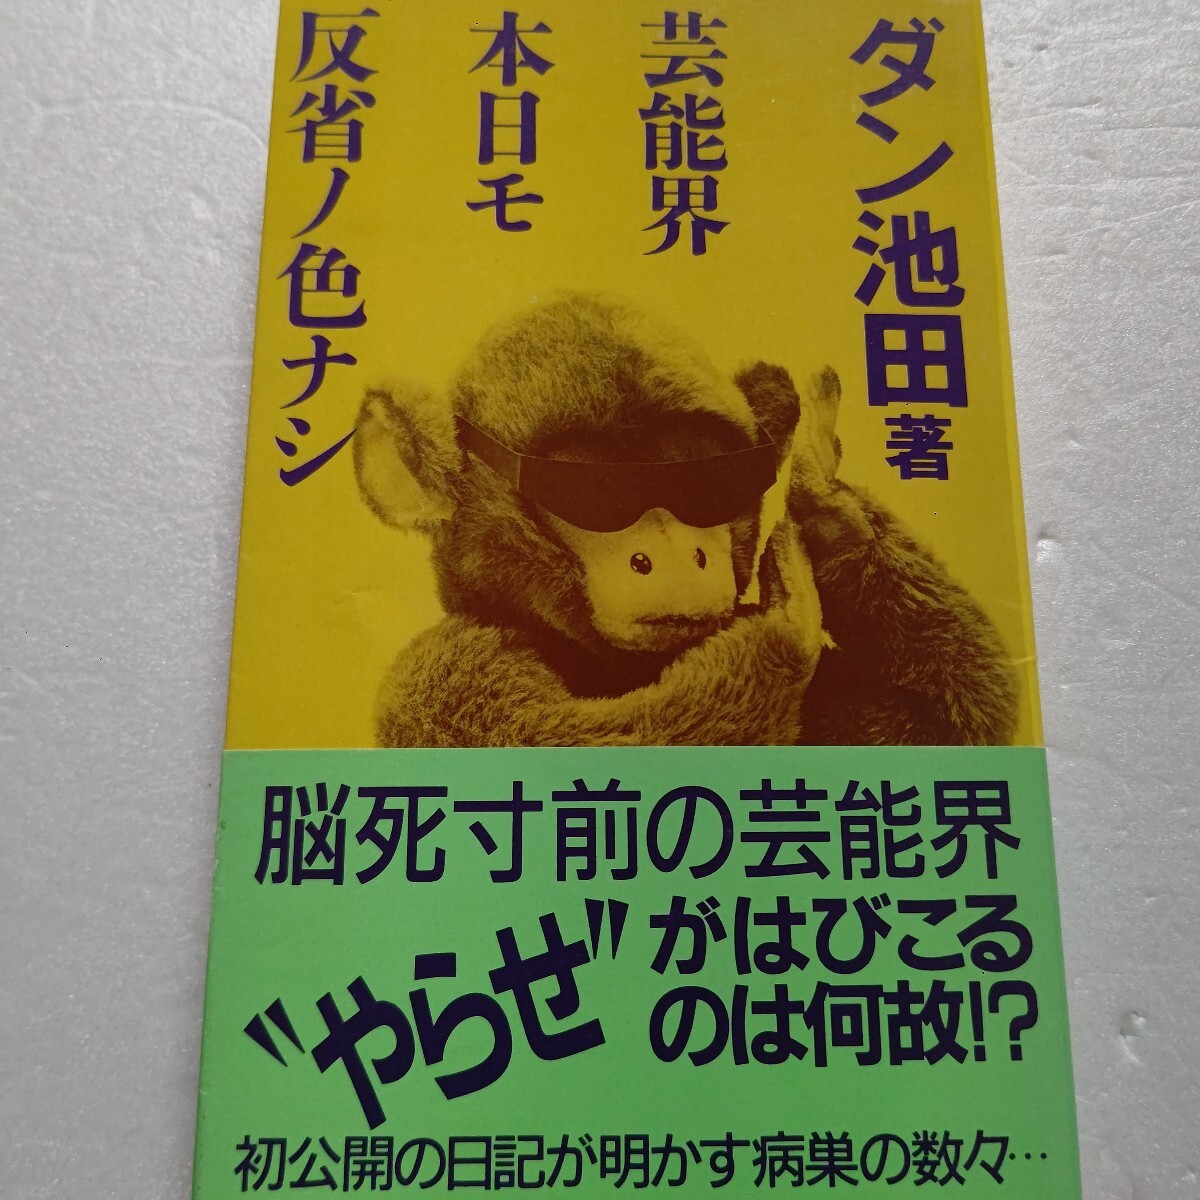 ダン池田著
芸能界
本日モ
反省ノ色ナシ
脳死寸前の芸能界
〝やらせ〟がはびこる
のは何故!?
初公開の日記が明かす病巣の数々…